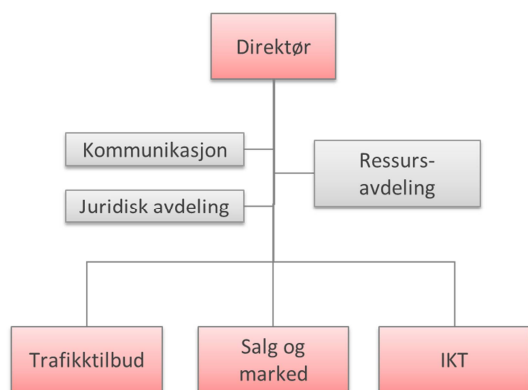 Direktør
Kommunikasjon
Ressurs-
avdeling
Juridisk avdeling
Trafikktilbud
Salg og
marked
IKT